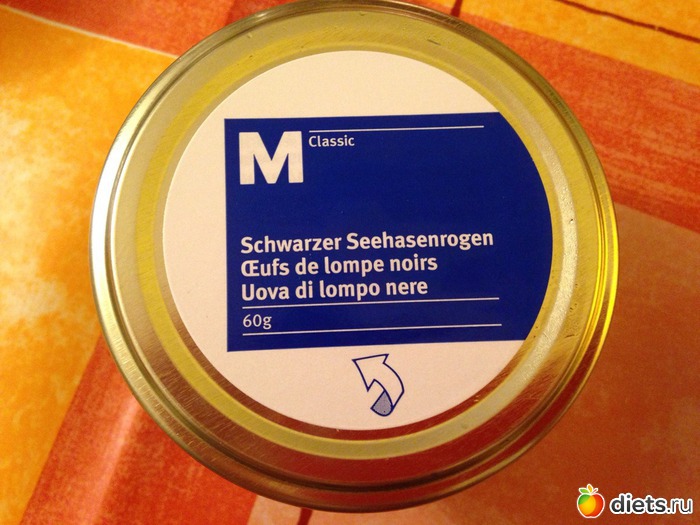 M
Classic
Schwarzer Seehasenrogen
Œufs de lompe noirs
Uova di lompo nere
60g
diets.ru